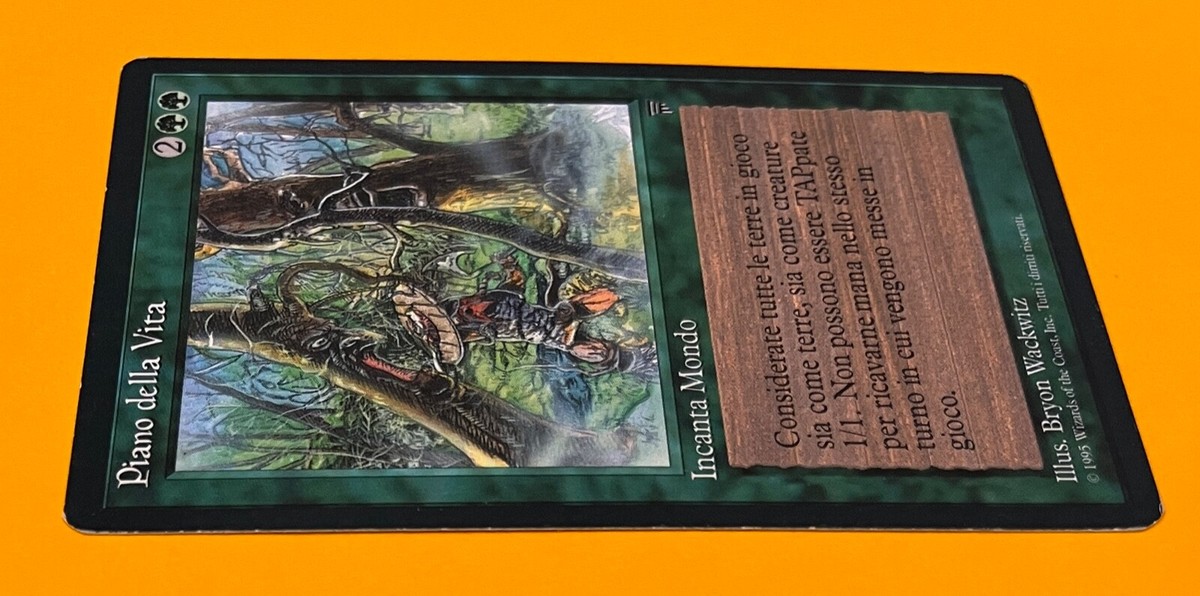 Piano della Vita
2
Incanta Mondo
Considerate tutte le terre in gioco
sia come terre, sia come creature
1/1. Non possono essere TAPpate
per ricavarne mana nello stesso
turno in cui vengono messe in
gioco.
Illus. Bryon Wackwitz
© 1995 Wizards of the Coast, Inc. Tutti i diritti riservati.